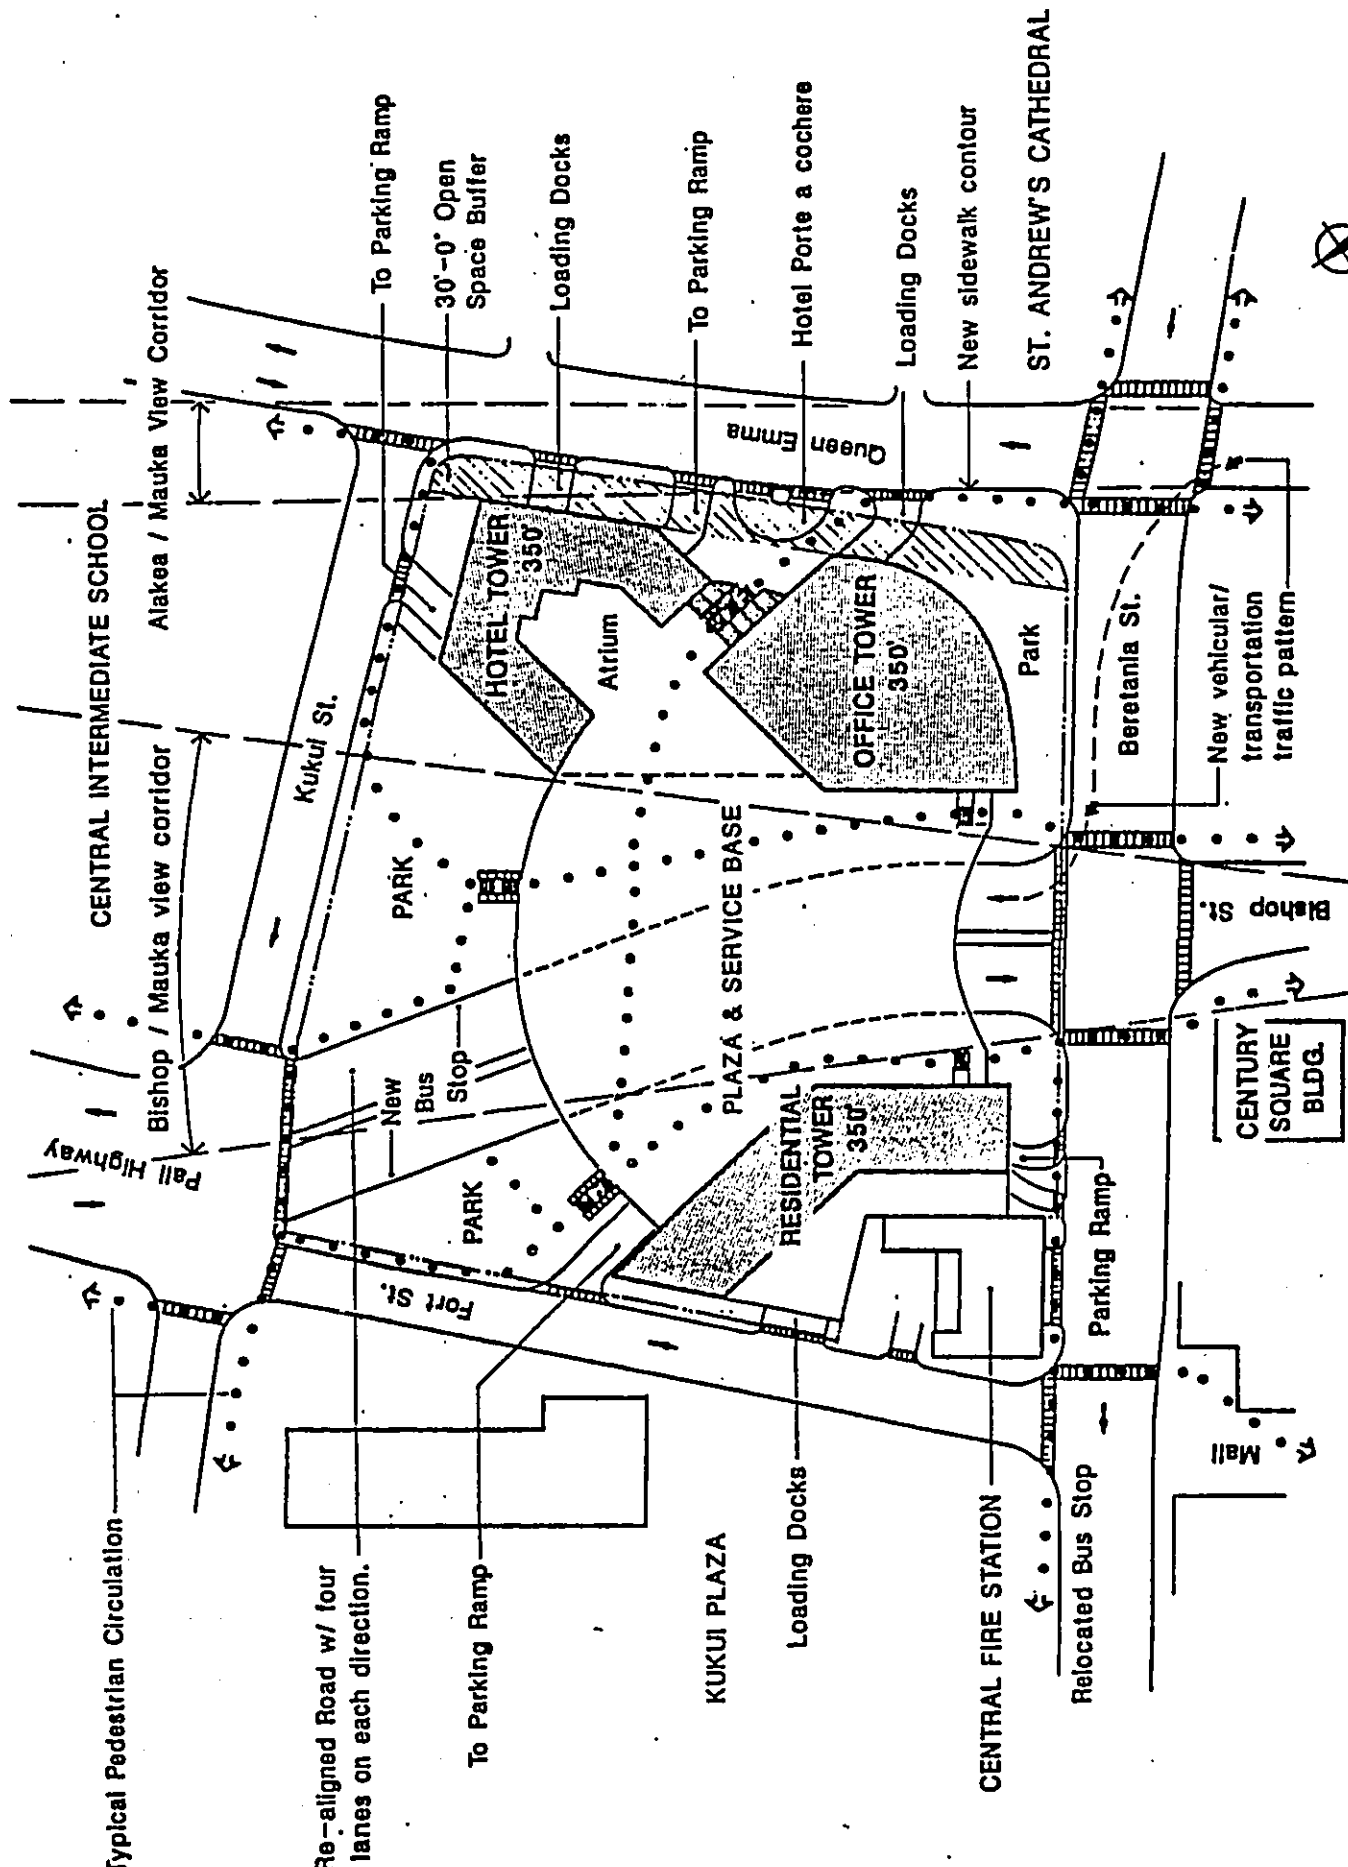 Typical Pedestrian Circulation
Re-aligned Road w/ four
lanes on each direction.
To Parking Ramp
KUKUI PLAZA
Loading Docks
CENTRAL FIRE STATION
Relocated Bus Stop
Mall
Parking Ramp
CENTURY
SQUARE
BLDG.
Bishop St.
Fort St.
Pali Highway
PARK
New
Bus
Stop
RESIDENTIAL
TOWER
350'
PLAZA & SERVICE BASE
PARK
Bishop / Mauka view corridor
CENTRAL INTERMEDIATE SCHOOL
Kukui St.
Alakea / Mauka View Corridor
HOTEL TOWER
350'
Atrium
OFFICE TOWER
350'
Park
Beretania St.
New vehicular/
transportation
traffic pattern
Queen Emma
To Parking Ramp
30'-0" Open
Space Buffer
Loading Docks
To Parking Ramp
Hotel Porte a cochere
Loading Docks
New sidewalk contour
ST. ANDREW'S CATHEDRAL